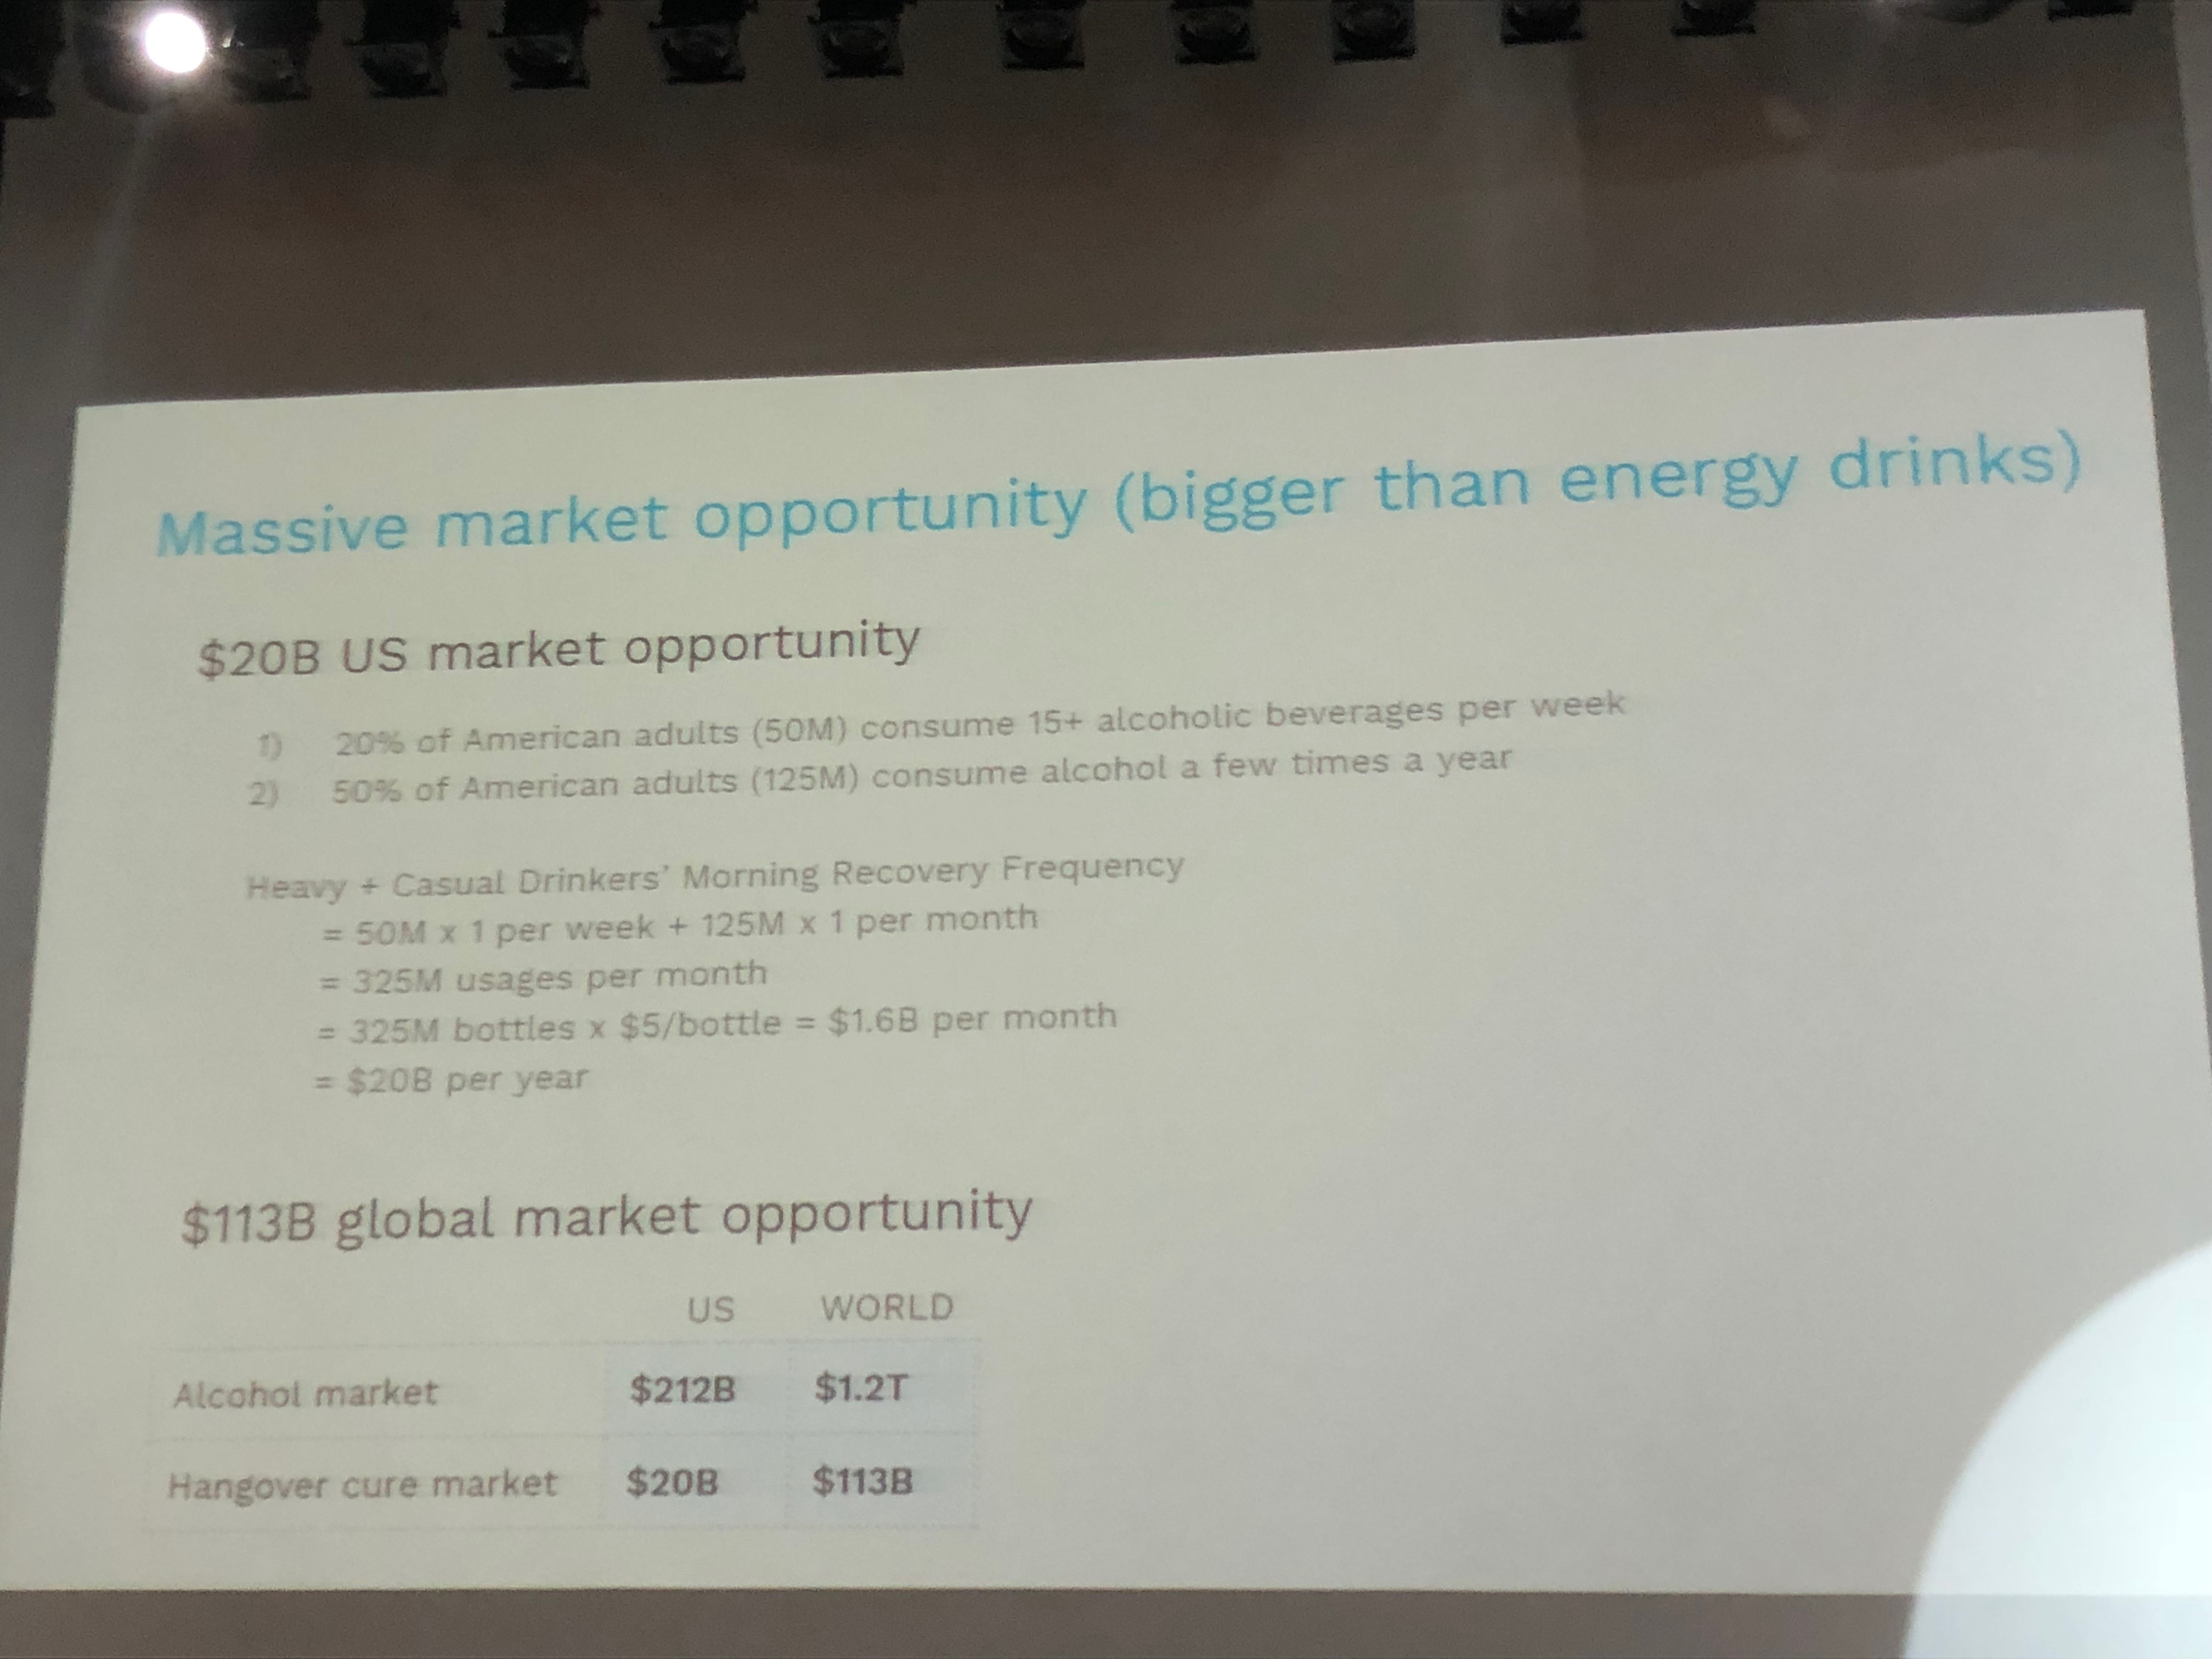 Massive market opportunity (bigger than energy drinks)
$20B US market opportunity
1) 20% of American adults (50M) consume 15+ alcoholic beverages per week
2) 50% of American adults (125M) consume alcohol a few times a year
Heavy + Casual Drinkers' Morning Recovery Frequency
= 50M x 1 per week + 125M x 1 per month
= 325M usages per month
= 325M bottles x $5/bottle = $1.6B per month
= $20B per year
$113B global market opportunity
US WORLD
Alcohol market $212B $1.2T
Hangover cure market $20B $113B